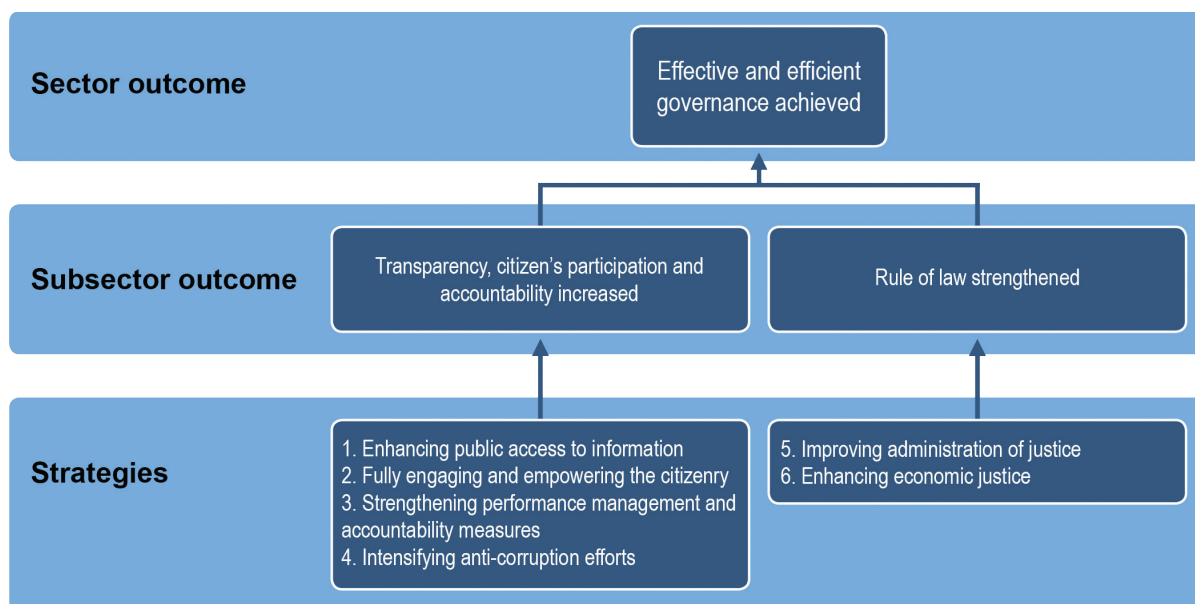 Sector outcome
Effective and efficient
governance achieved
Subsector outcome
Transparency, citizen’s participation and
accountability increased
Rule of law strengthened
Strategies
1. Enhancing public access to information
2. Fully engaging and empowering the citizenry
3. Strengthening performance management and
accountability measures
4. Intensifying anti-corruption efforts
5. Improving administration of justice
6. Enhancing economic justice